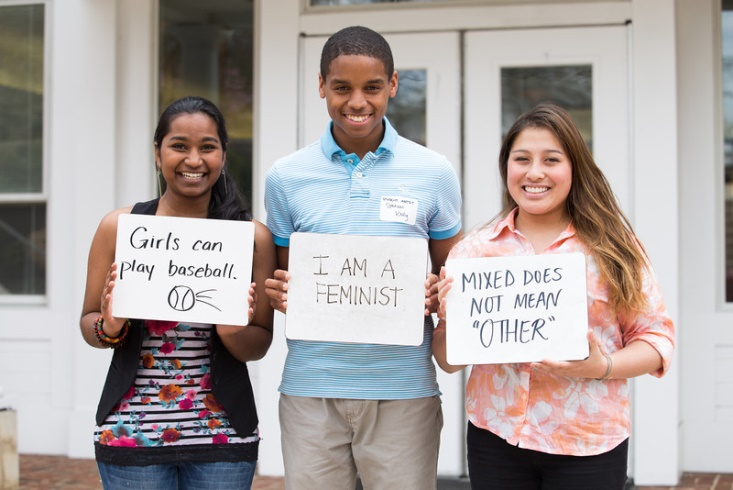 Girls can
play baseball.
I AM A
FEMINIST
MIXED DOES
NOT MEAN
"OTHER"